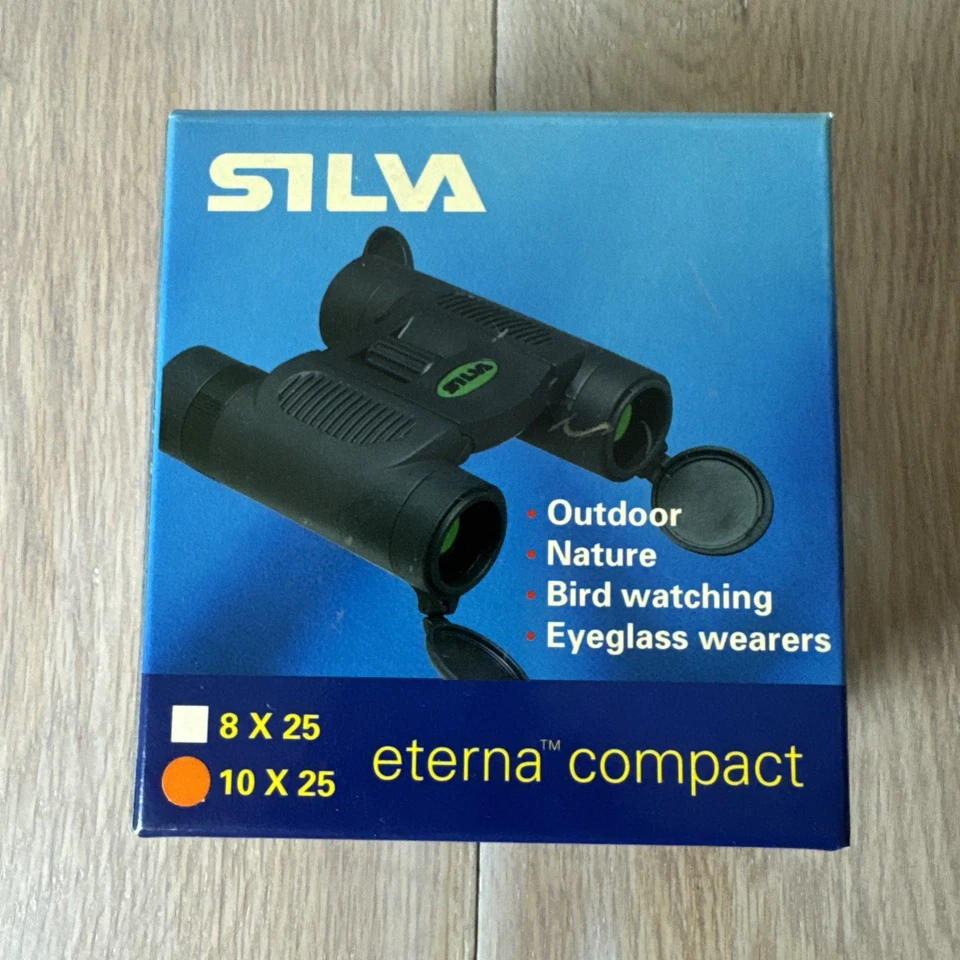 SILVA
SILVA
• Outdoor
• Nature
• Bird watching
• Eyeglass wearers
8 X 25
10 X 25
eterna™ compact